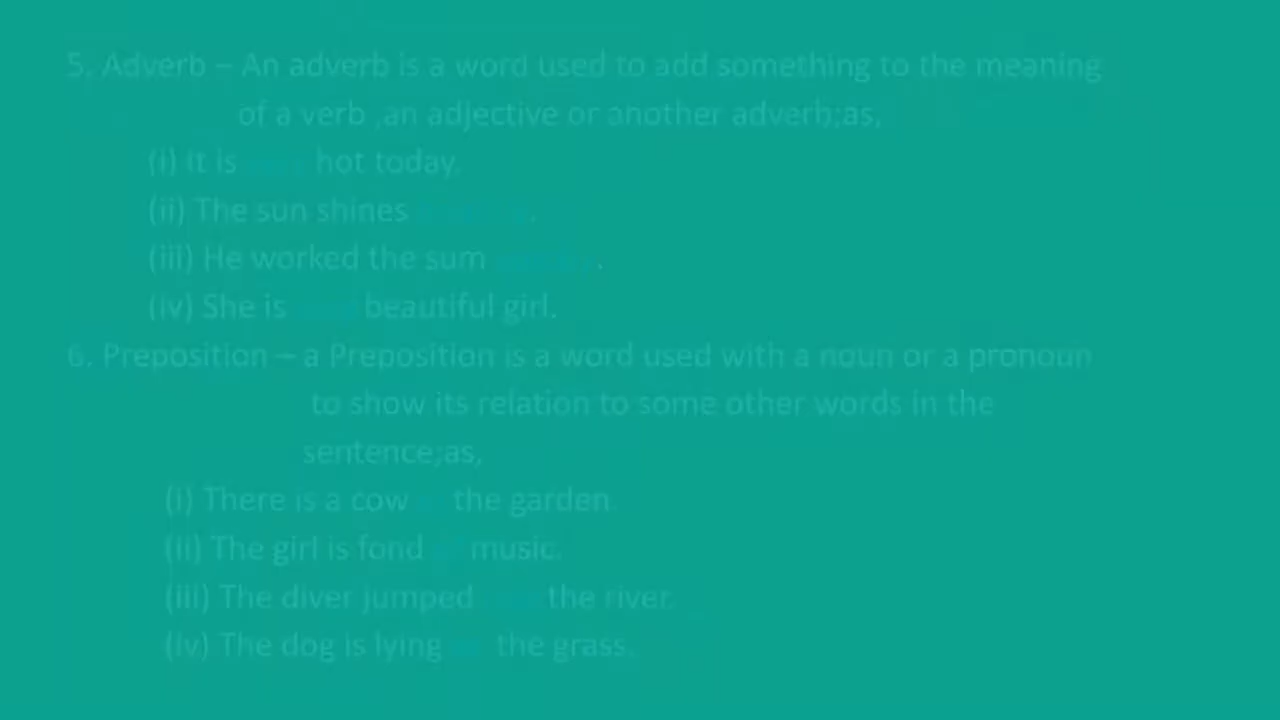 5. Adverb – An adverb is a word used to add something to the meaning
of a verb ,an adjective or another adverb;as,
(i) It is hot today.
(ii) The sun shines .
(iii) He worked the sum .
(iv) She is beautiful girl.
6. Preposition – a Preposition is a word used with a noun or a pronoun
to show its relation to some other words in the
sentence;as,
(i) There is a cow the garden.
(ii) The girl is fond of music.
(iii) The diver jumped the river.
(iv) The dog is lying the grass.